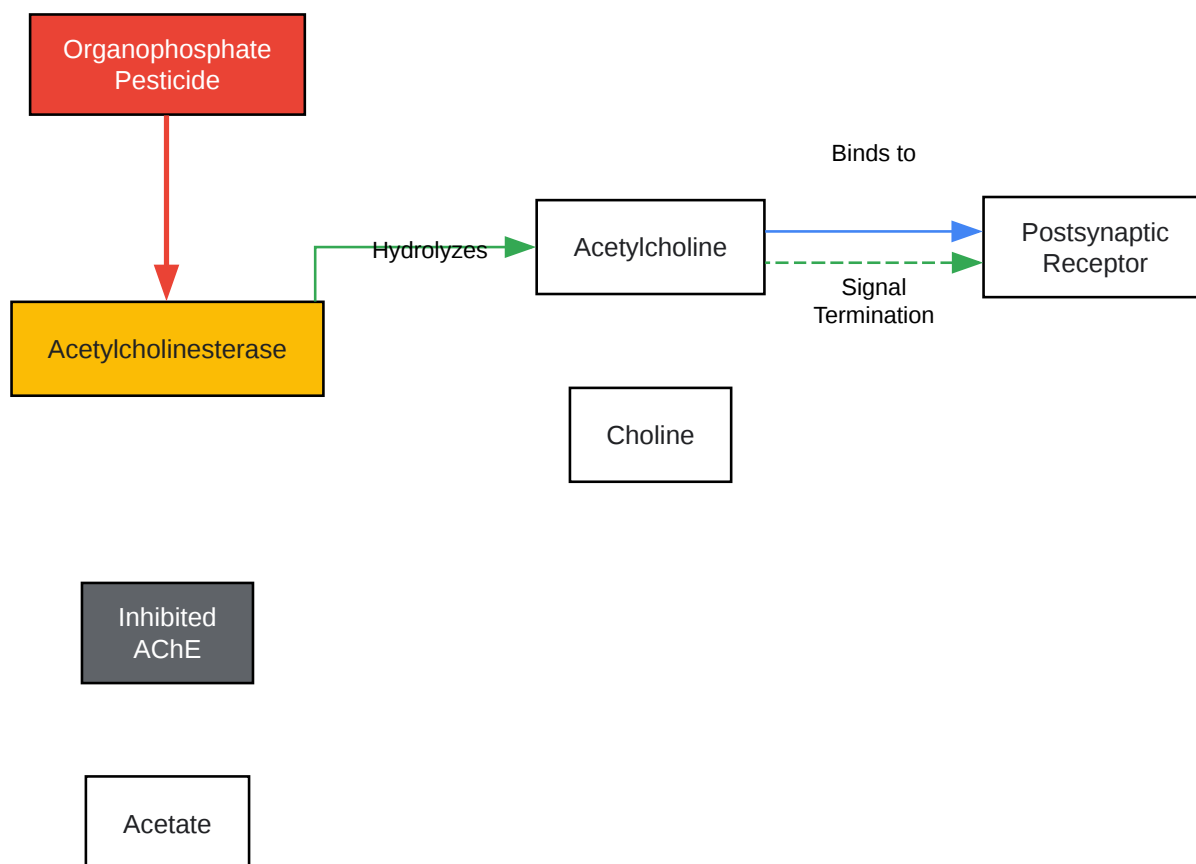 Organophosphate
Pesticide
Binds to
Hydrolyzes
Acetylcholine
Postsynaptic
Receptor
Signal
Termination
Acetylcholinesterase
Choline
Inhibited
AChE
Acetate